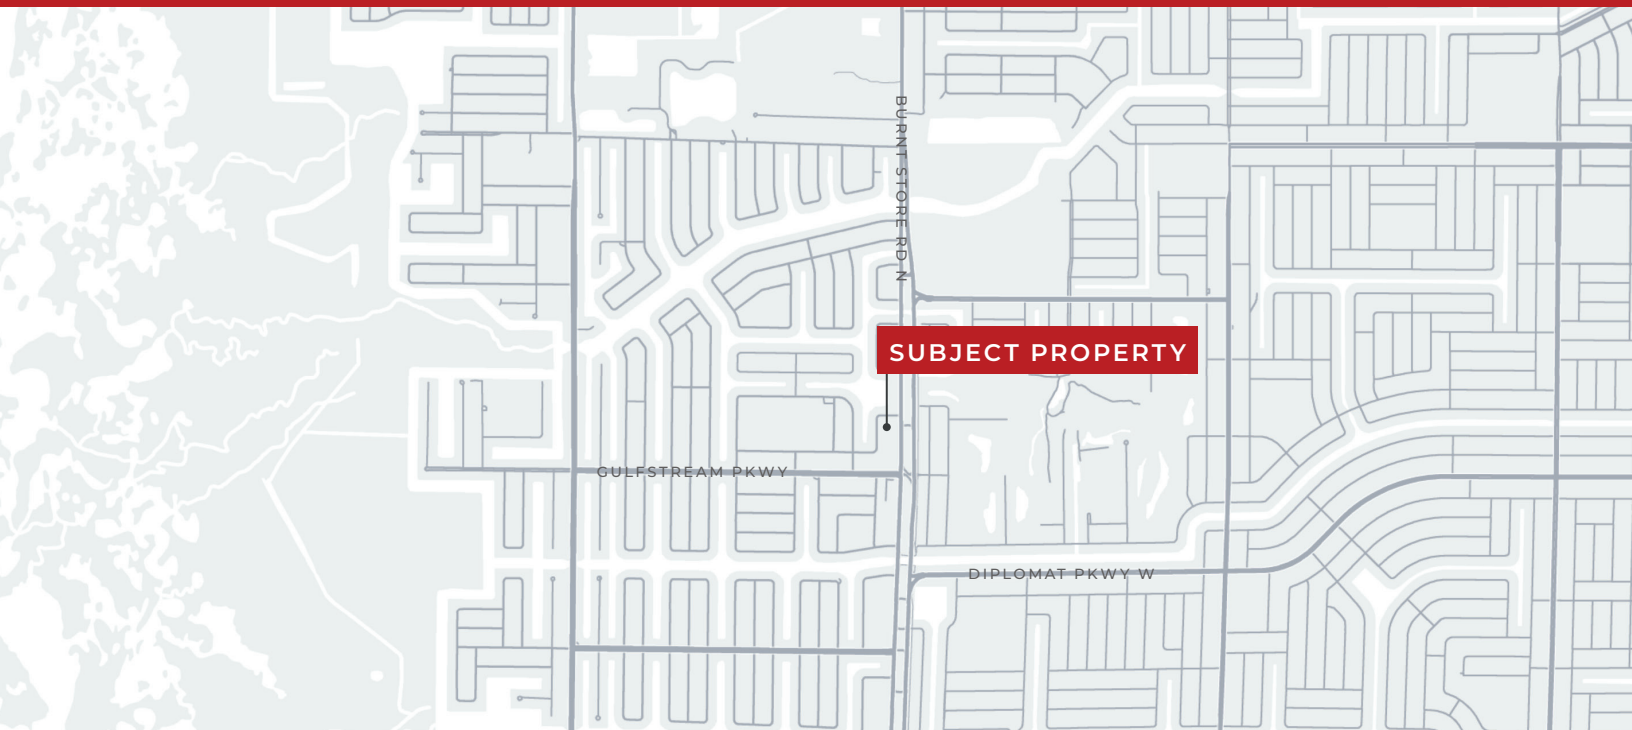 BURNT STORE RD N
SUBJECT PROPERTY
GULFSTREAM PKWY
DIPLOMAT PKWY W